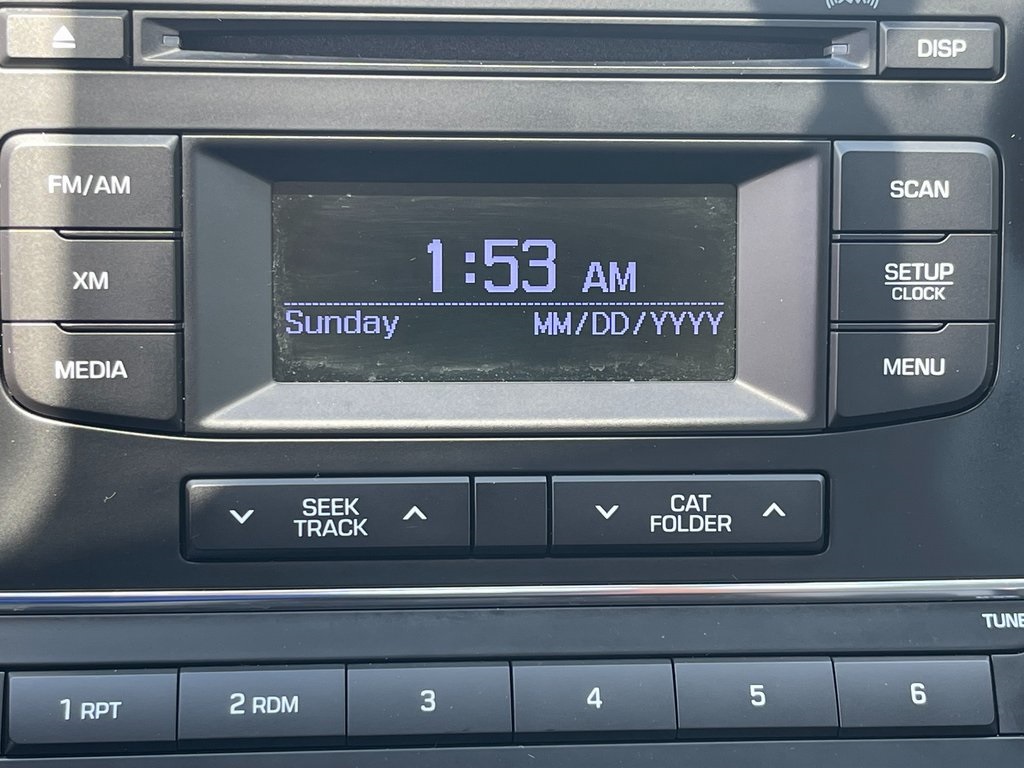 DISP
FM/AM
SCAN
1:53 AM
XM
SETUP
CLOCK
Sunday MM/DD/YYYY
MEDIA
MENU
SEEK
TRACK
CAT
FOLDER
TUNE
1 RPT
2 RDM
3
4
5
6